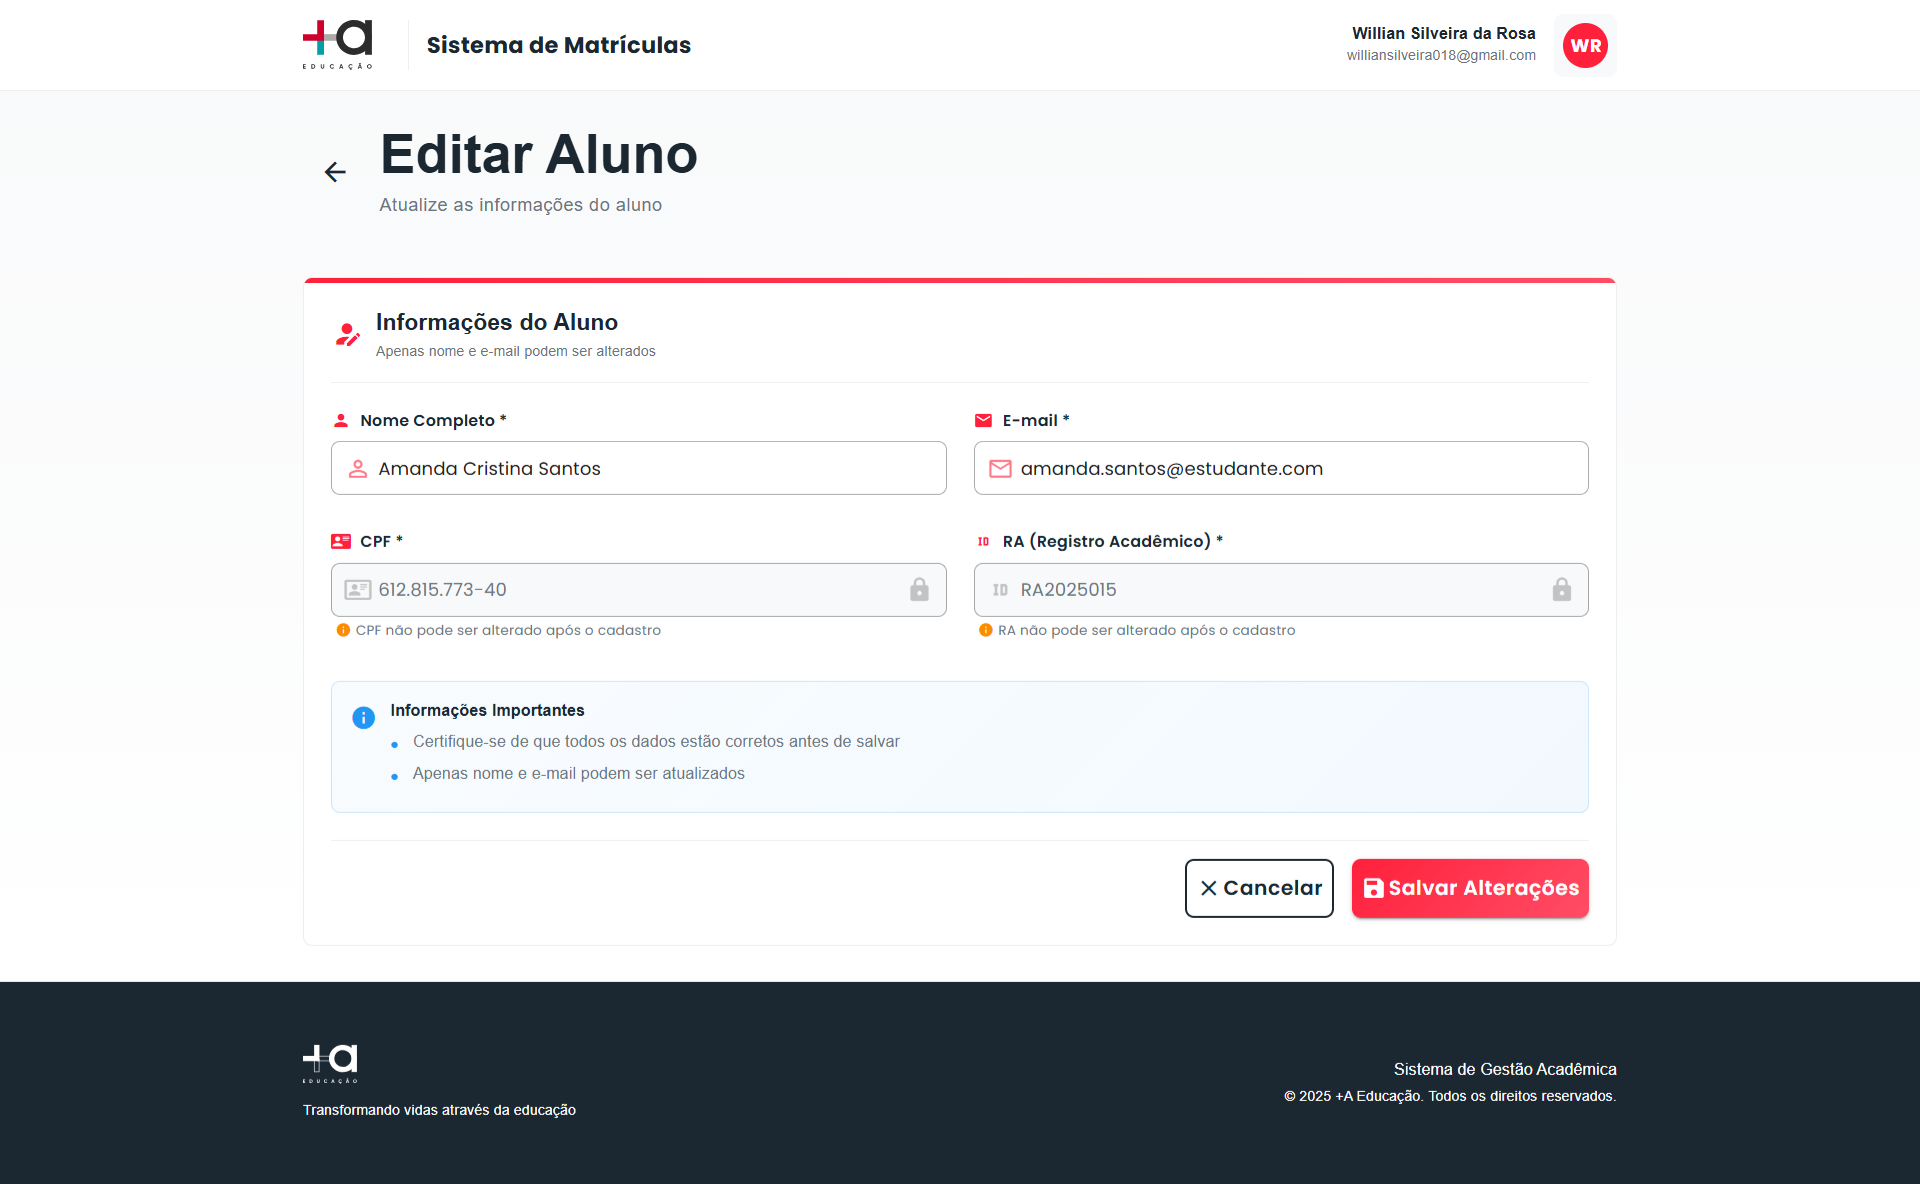 +a
EDUCAÇÃO
Sistema de Matrículas
Willian Silveira da Rosa
williansilveira018@gmail.com
WR
Editar Aluno
Atualize as informações do aluno
Informações do Aluno
Apenas nome e e-mail podem ser alterados
Nome Completo *
E-mail *
Amanda Cristina Santos
amanda.santos@estudante.com
CPF *
ID RA (Registro Acadêmico) *
612.815.773-40
ID RA2025015
CPF não pode ser alterado após o cadastro
RA não pode ser alterado após o cadastro
Informações Importantes
Certifique-se de que todos os dados estão corretos antes de salvar
Apenas nome e e-mail podem ser atualizados
Cancelar
Salvar Alterações
+a
EDUCAÇÃO
Transformando vidas através da educação
Sistema de Gestão Acadêmica
© 2025 +A Educação. Todos os direitos reservados.